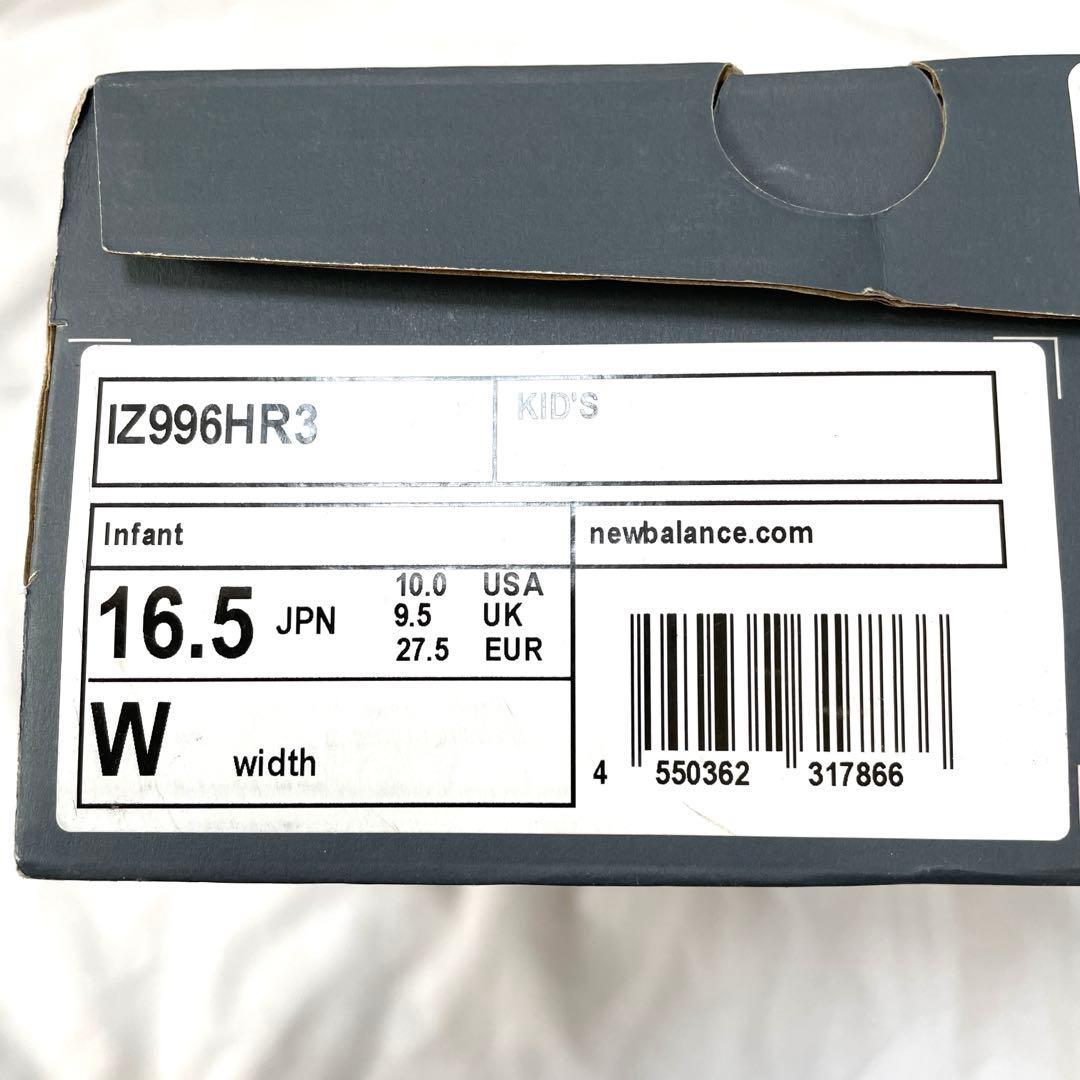 IZ996HR3
KID'S
Infant
newbalance.com
16.5 JPN
10.0 USA
9.5 UK
27.5 EUR
W width
4 550362 317866